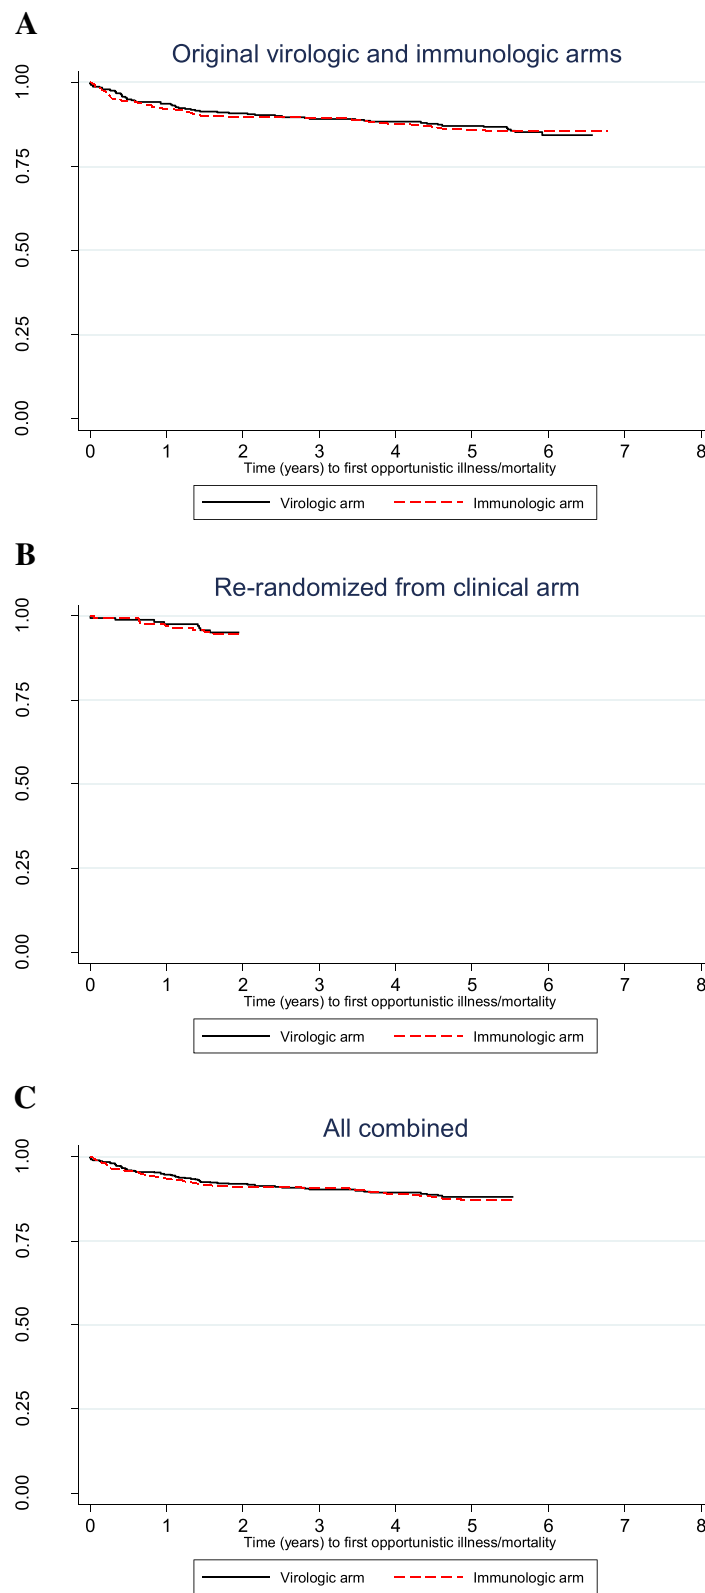 A
Original virologic and immunologic arms
1.00
0.75
0.50
0.25
0.00
0 1 2 3 4 5 6 7 8
Time (years) to first opportunistic illness/mortality
Virologic arm Immunologic arm
B
Re-randomized from clinical arm
1.00
0.75
0.50
0.25
0.00
0 1 2 3 4 5 6 7 8
Time (years) to first opportunistic illness/mortality
Virologic arm Immunologic arm
C
All combined
1.00
0.75
0.50
0.25
0.00
0 1 2 3 4 5 6 7 8
Time (years) to first opportunistic illness/mortality
Virologic arm Immunologic arm